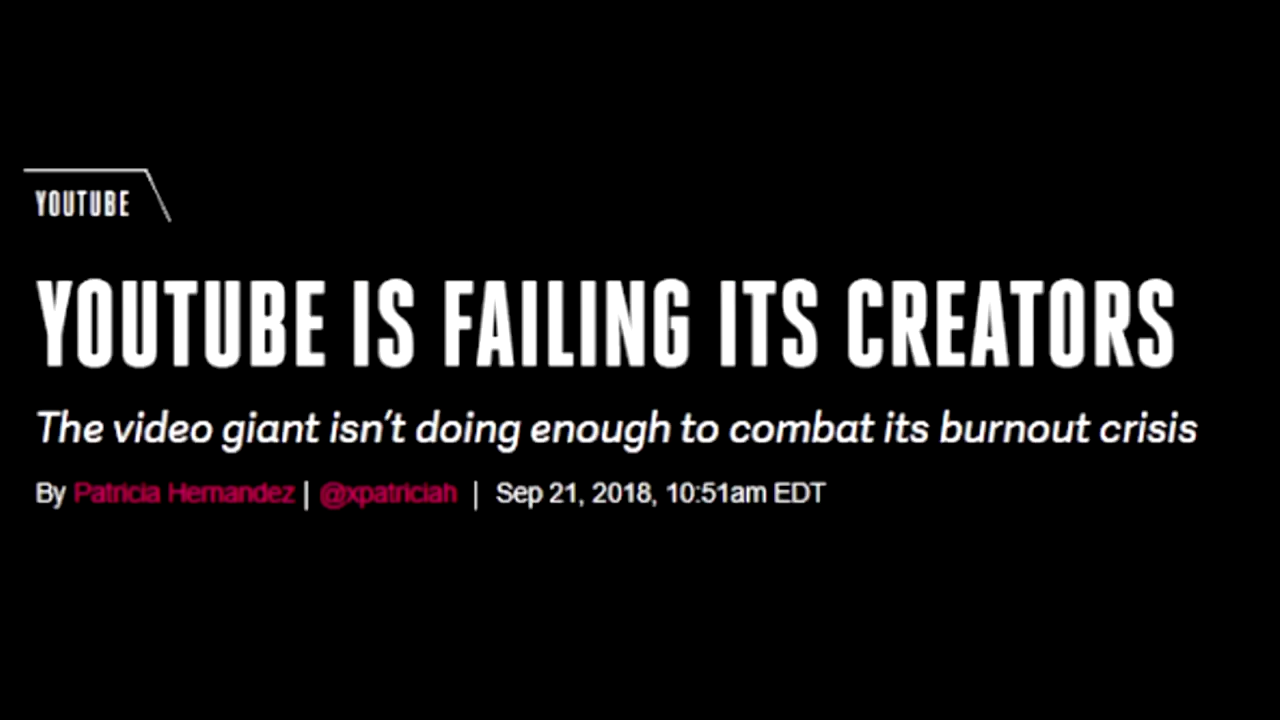 YOUTUBE
YOUTUBE IS FAILING ITS CREATORS
The video giant isn't doing enough to combat its burnout crisis
By Patricia Hernandez | @xpatriciah | Sep 21, 2018, 10:51am EDT